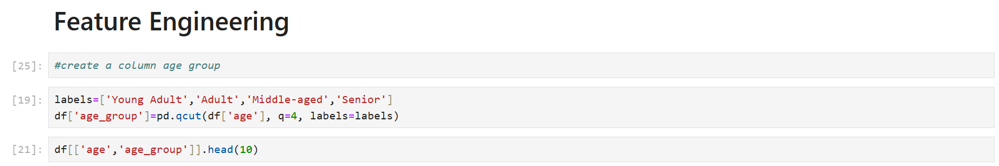 Feature Engineering
[25]: #create a column age group
[19]: labels=['Young Adult','Adult','Middle-aged','Senior']
df['age_group']=pd.qcut(df['age'], q=4, labels=labels)
[21]: df[['age','age_group']].head(10)